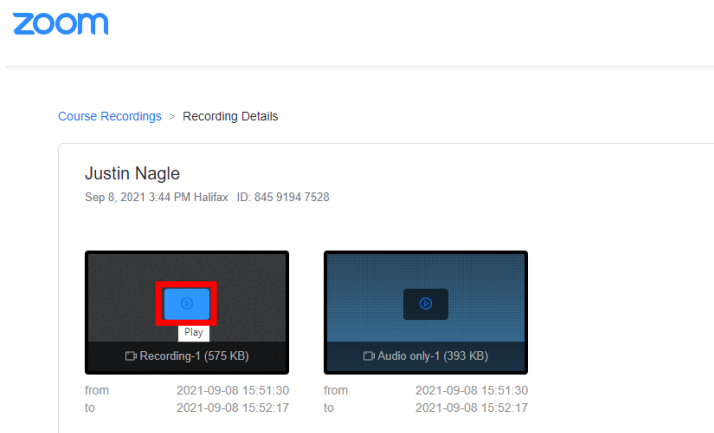 zoom
Course Recordings > Recording Details
Justin Nagle
Sep 8, 2021 3:44 PM Halifax ID: 845 9194 7528
Play
Recording-1 (575 KB)
Audio only-1 (393 KB)
from 2021-09-08 15:51:30
to 2021-09-08 15:52:17
from 2021-09-08 15:51:30
to 2021-09-08 15:52:17